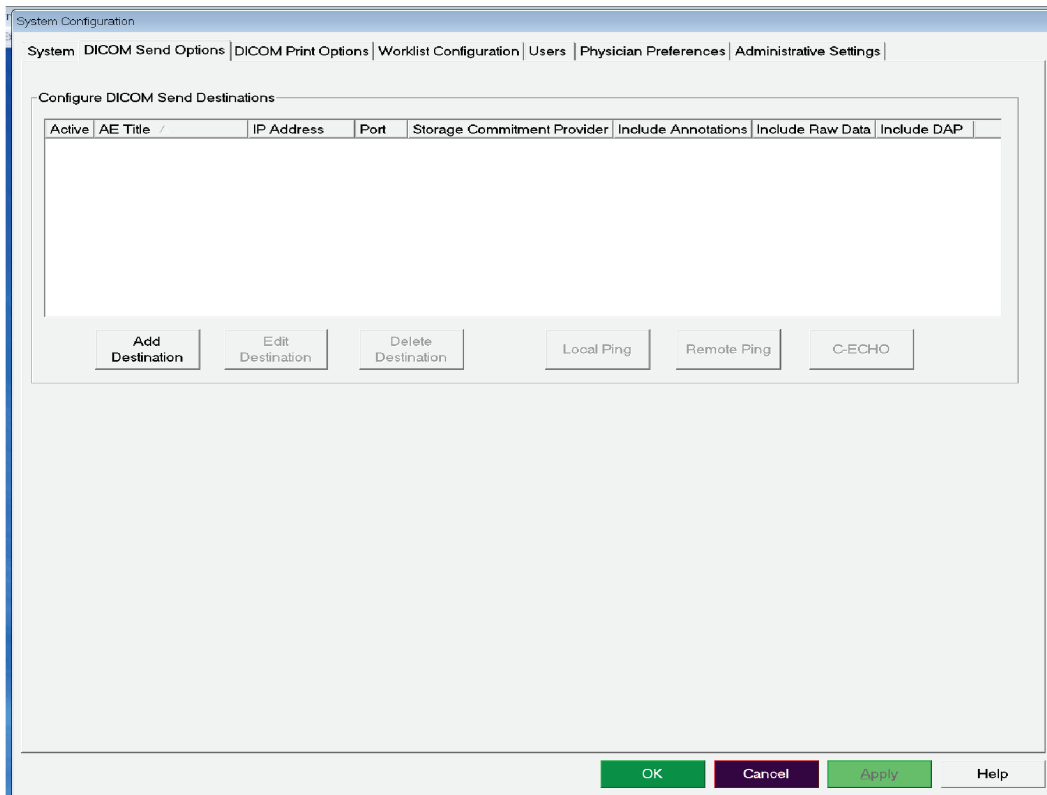 System Configuration
System DICOM Send Options DICOM Print Options Worklist Configuration Users Physician Preferences Administrative Settings
Configure DICOM Send Destinations
Active AE Title IP Address Port Storage Commitment Provider Include Annotations Include Raw Data Include DAP
Add Destination Edit Destination Delete Destination Local Ping Remote Ping C-ECHO
OK Cancel Apply Help